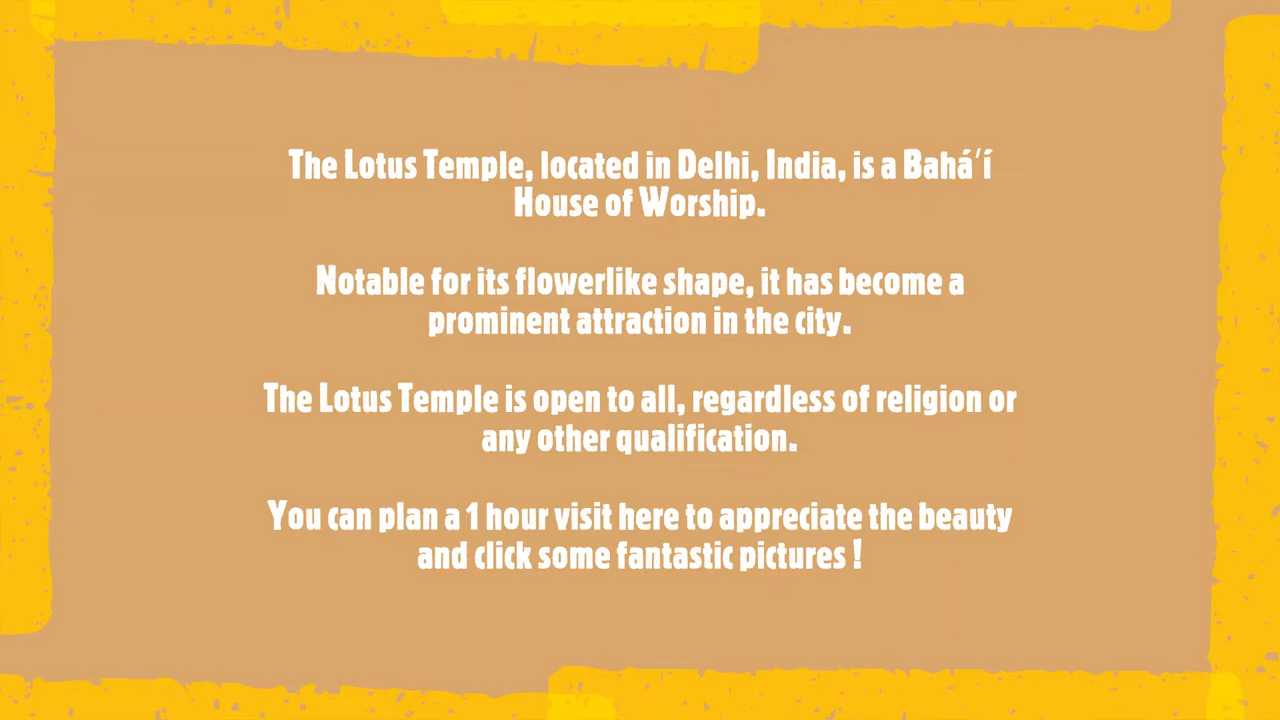 The Lotus Temple, located in Delhi, India, is a Bahá′í
House of Worship.
Notable for its flowerlike shape, it has become a
prominent attraction in the city.
The Lotus Temple is open to all, regardless of religion or
any other qualification.
You can plan a 1 hour visit here to appreciate the beauty
and click some fantastic pictures !